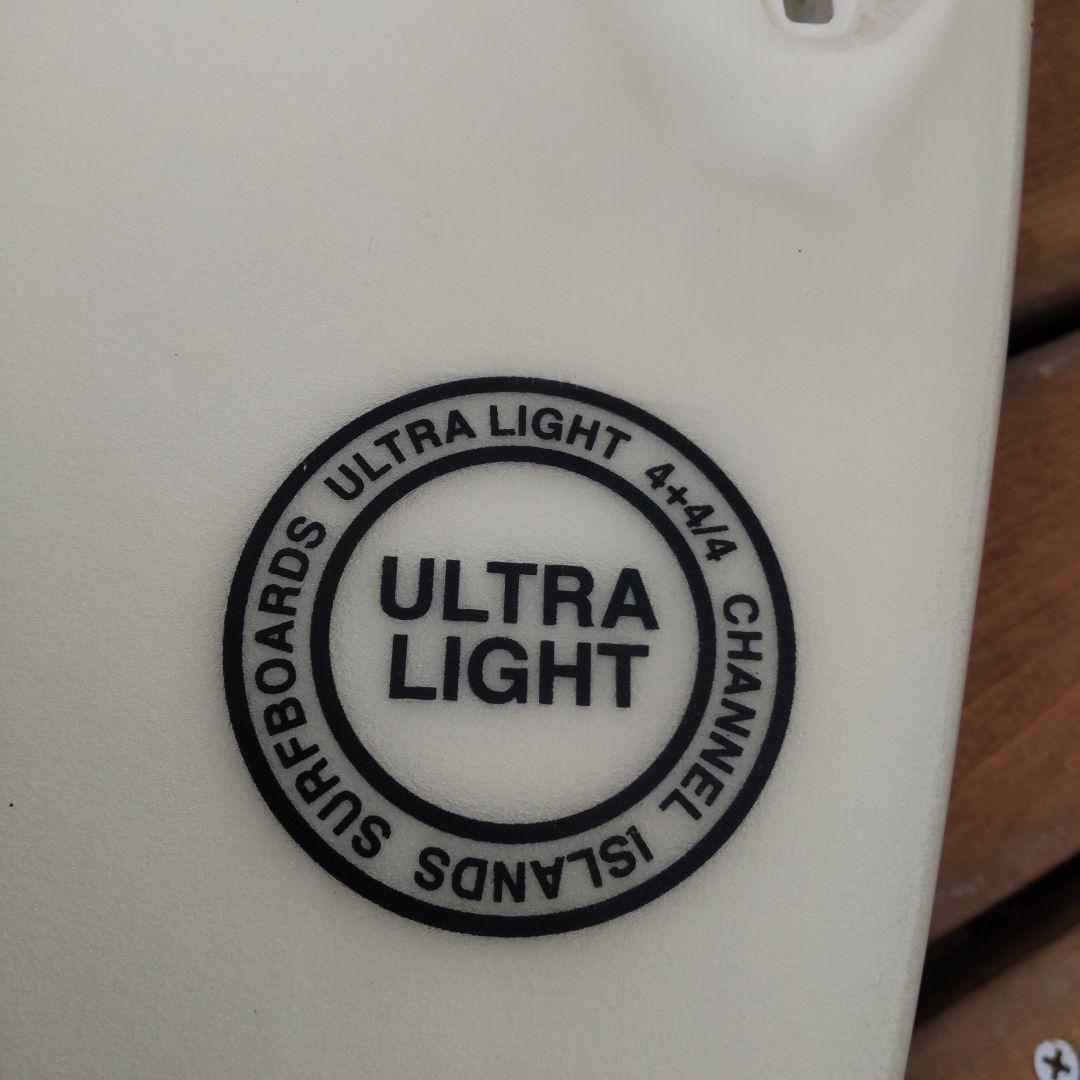 ULTRA LIGHT 4+4/4 CHANNEL ISLANDS SURFBOARDS
ULTRA
LIGHT